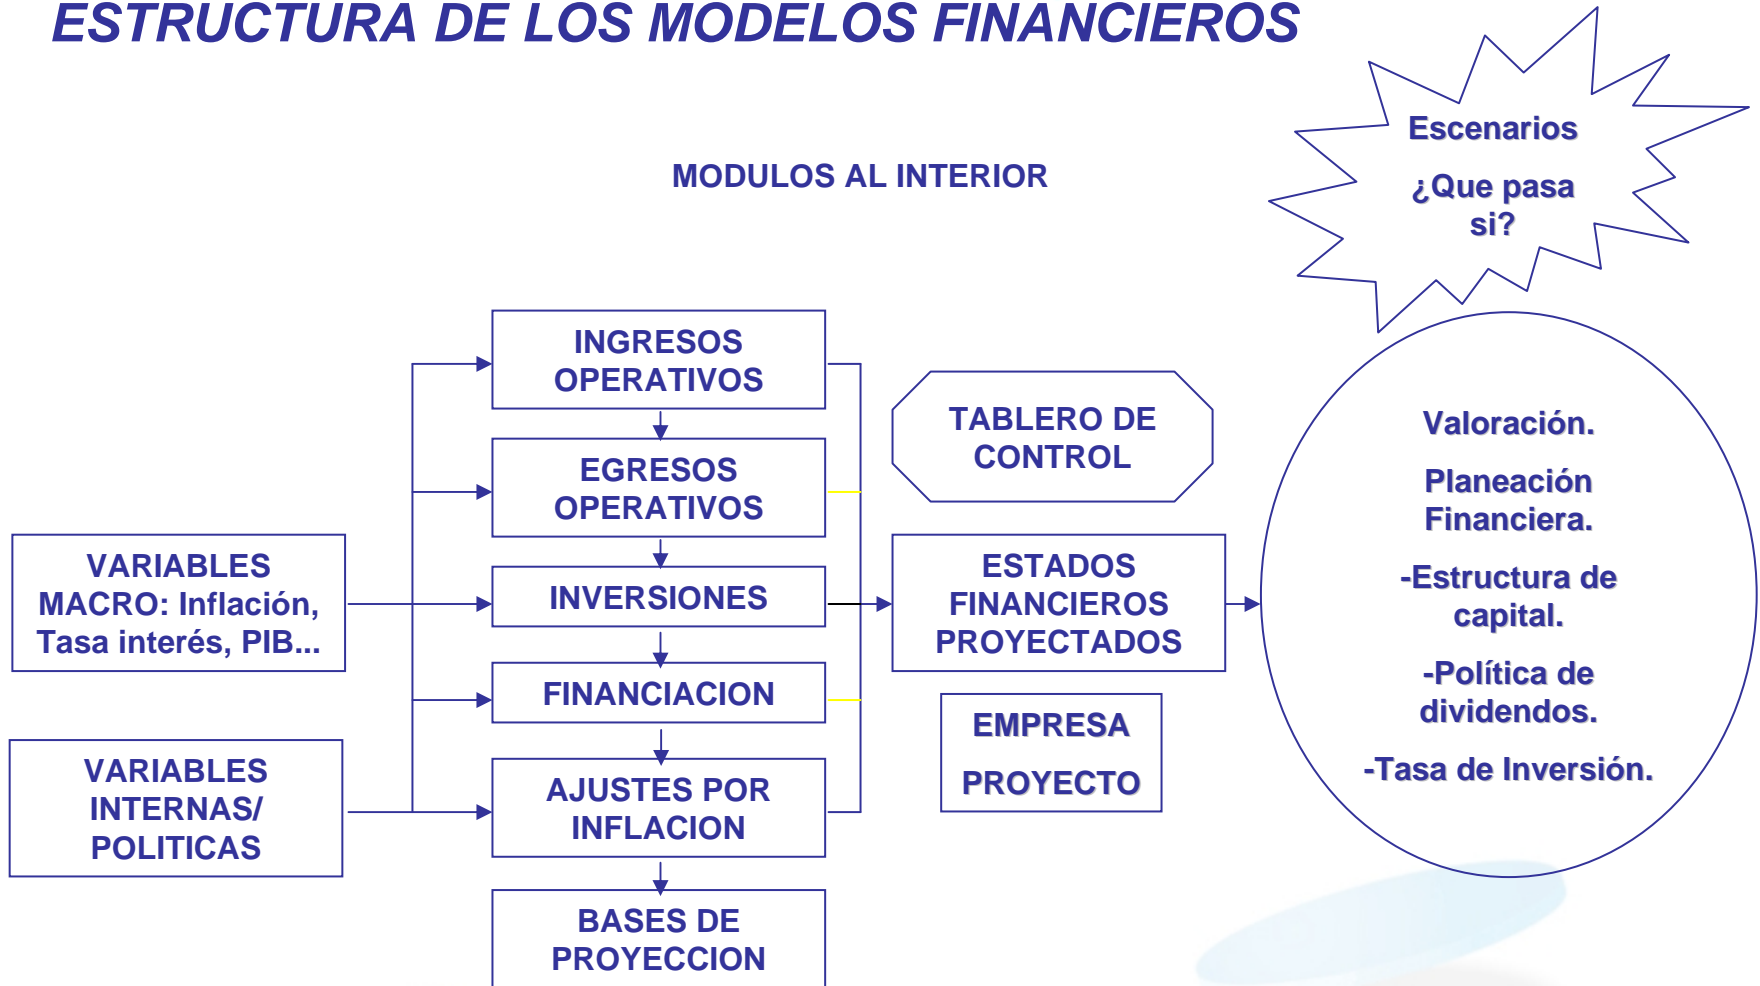 ESTRUCTURA DE LOS MODELOS FINANCIEROS
MODULOS AL INTERIOR
Escenarios
¿Que pasa
si?
VARIABLES
MACRO: Inflación,
Tasa interés, PIB...
VARIABLES
INTERNAS/
POLITICAS
INGRESOS
OPERATIVOS
EGRESOS
OPERATIVOS
INVERSIONES
FINANCIACION
AJUSTES POR
INFLACION
BASES DE
PROYECCION
TABLERO DE
CONTROL
ESTADOS
FINANCIEROS
PROYECTADOS
EMPRESA
PROYECTO
Valoración.
Planeación
Financiera.
-Estructura de
capital.
-Política de
dividendos.
-Tasa de Inversión.